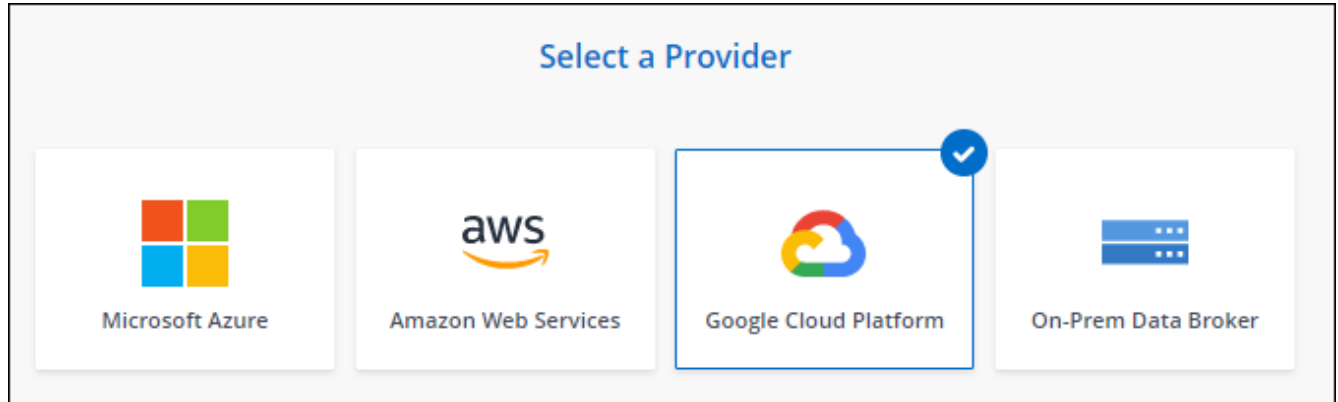 Select a Provider
aws
Microsoft Azure
Amazon Web Services
Google Cloud Platform
On-Prem Data Broker